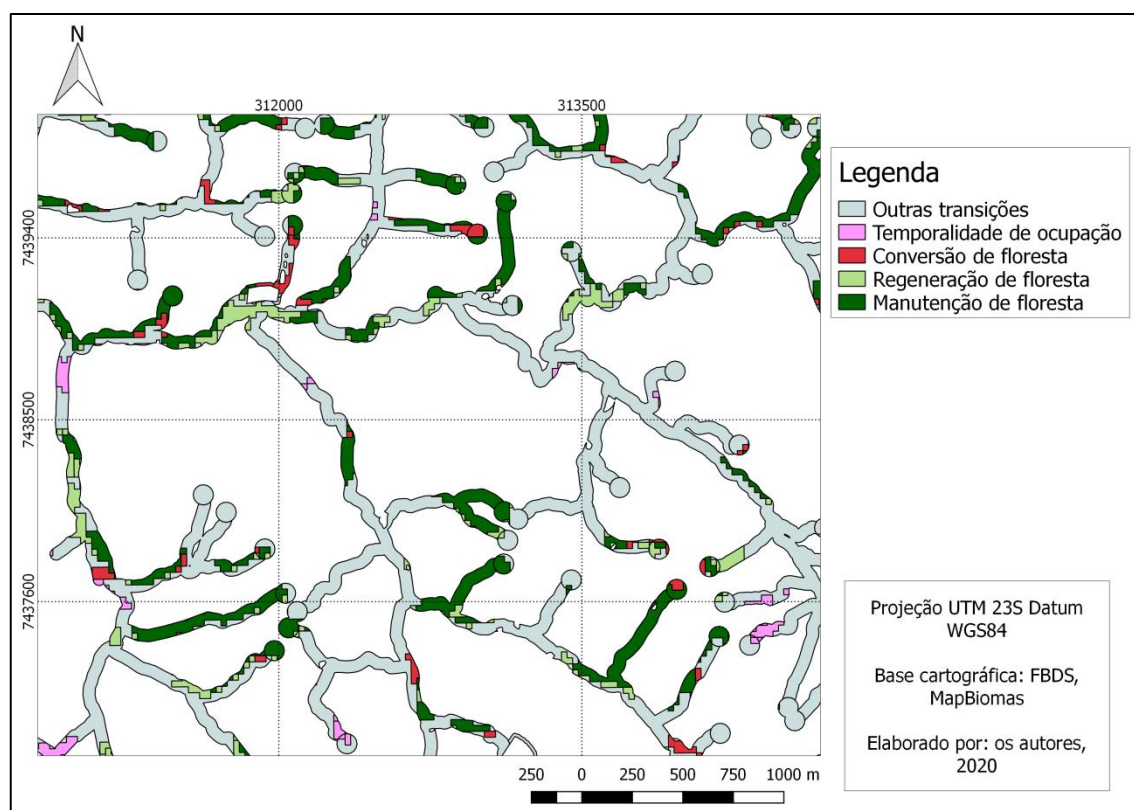 N
312000
313500
7439400
7438500
7437600
Legenda
Outras transições
Temporalidade de ocupação
Conversão de floresta
Regeneração de floresta
Manutenção de floresta
Projeção UTM 23S Datum
WGS84
Base cartográfica: FBDS,
MapBiomas
Elaborado por: os autores,
2020
250 0 250 500 750 1000 m